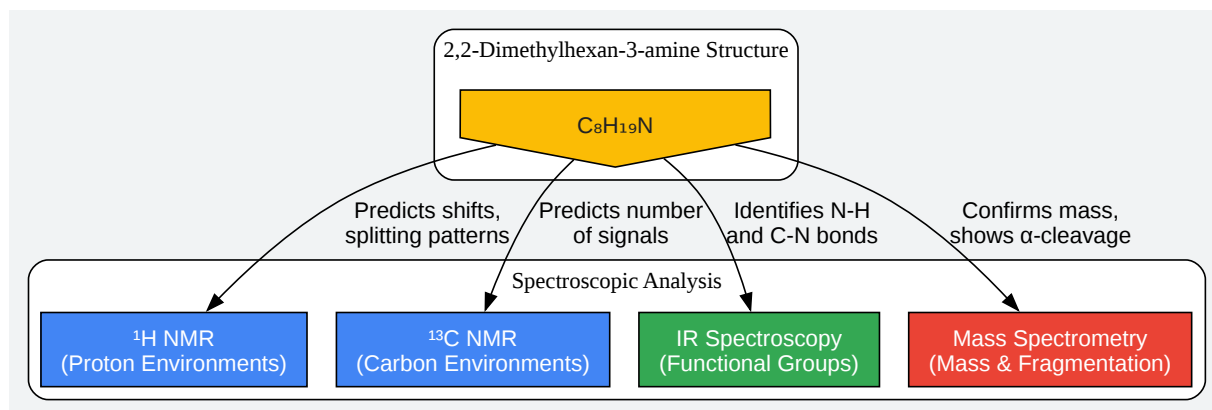 2,2-Dimethylhexan-3-amine Structure
C₈H₁₉N
Predicts shifts,
splitting patterns
Predicts number
of signals
Identifies N-H
and C-N bonds
Confirms mass,
shows α-cleavage
Spectroscopic Analysis
¹H NMR
(Proton Environments)
¹³C NMR
(Carbon Environments)
IR Spectroscopy
(Functional Groups)
Mass Spectrometry
(Mass & Fragmentation)